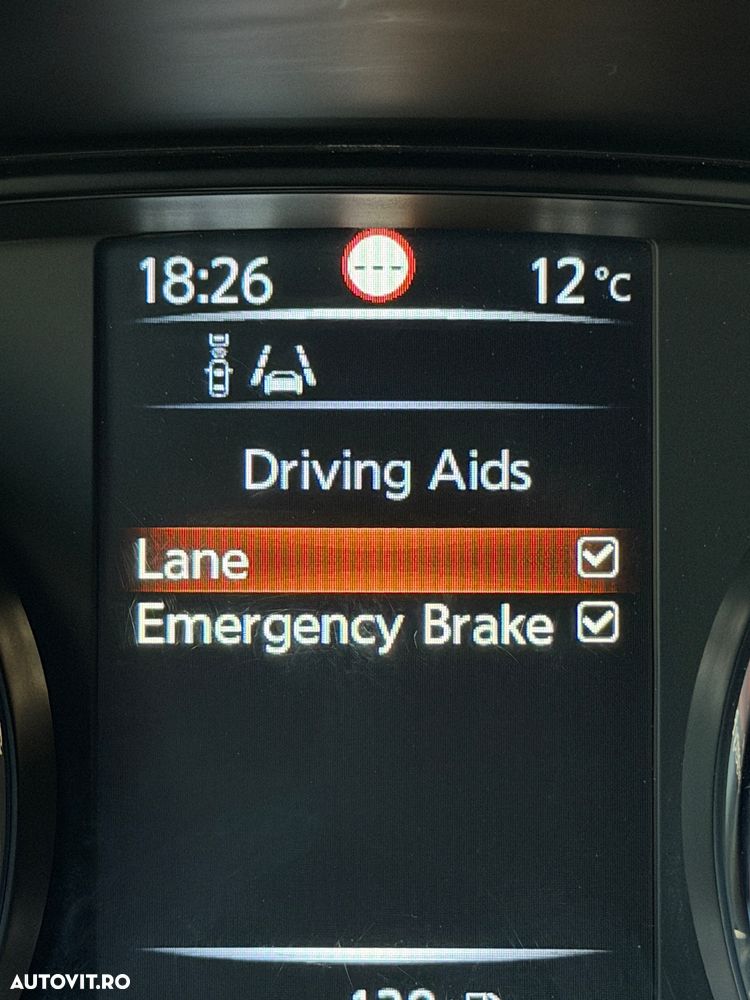 18:26 --- 12°C
Driving Aids
Lane
Emergency Brake
AUTOVIT.RO